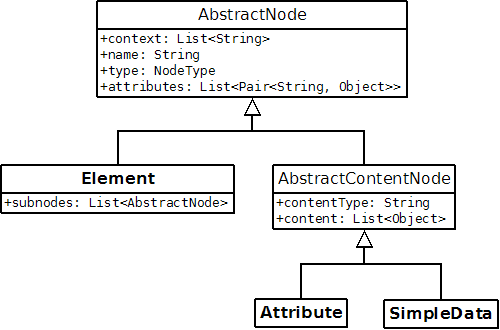 AbstractNode
+context: List<String>
+name: String
+type: NodeType
+attributes: List<Pair<String, Object>>
Element
+subnodes: List<AbstractNode>
AbstractContentNode
+contentType: String
+content: List<Object>
Attribute
SimpleData